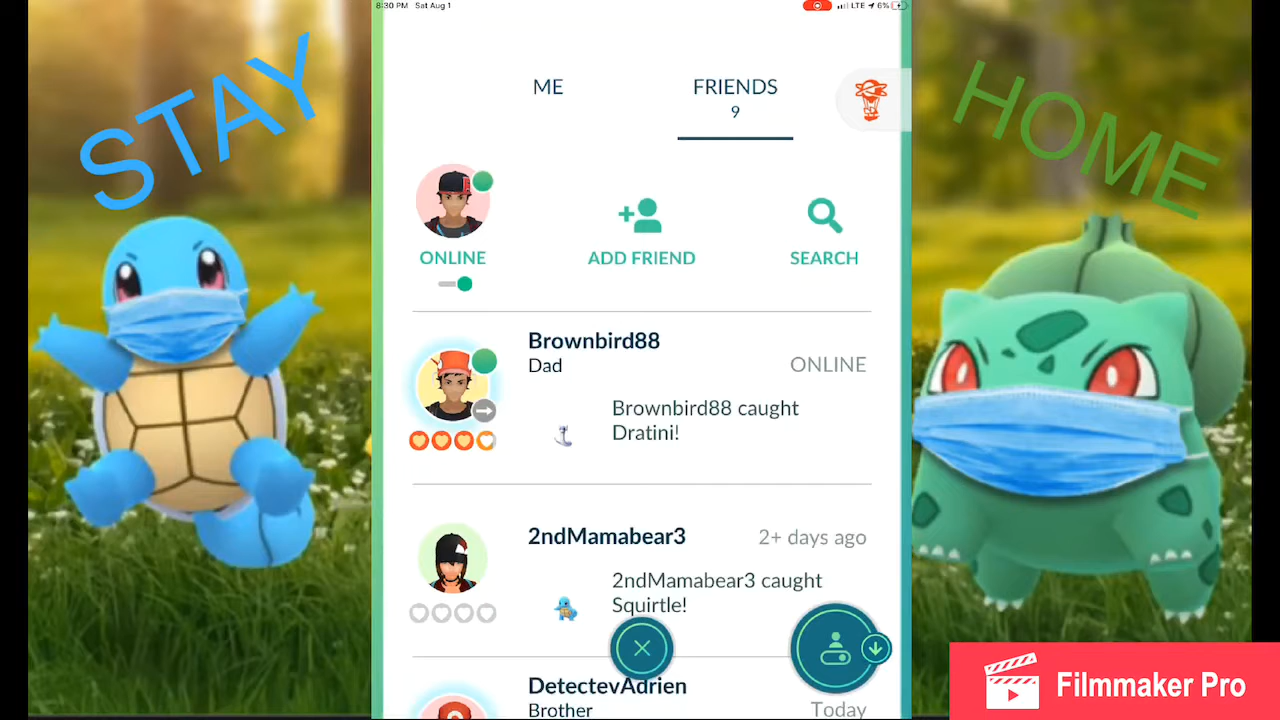 8:30 PM Sat Aug 1
LTE 6%
STAY
HOME
ME
FRIENDS
9
ONLINE
ADD FRIEND
SEARCH
Brownbird88
Dad
ONLINE
Brownbird88 caught
Dratini!
2ndMamabear3
2+ days ago
2ndMamabear3 caught
Squirtle!
DetectevAdrien
Brother
Today
Filmmaker Pro